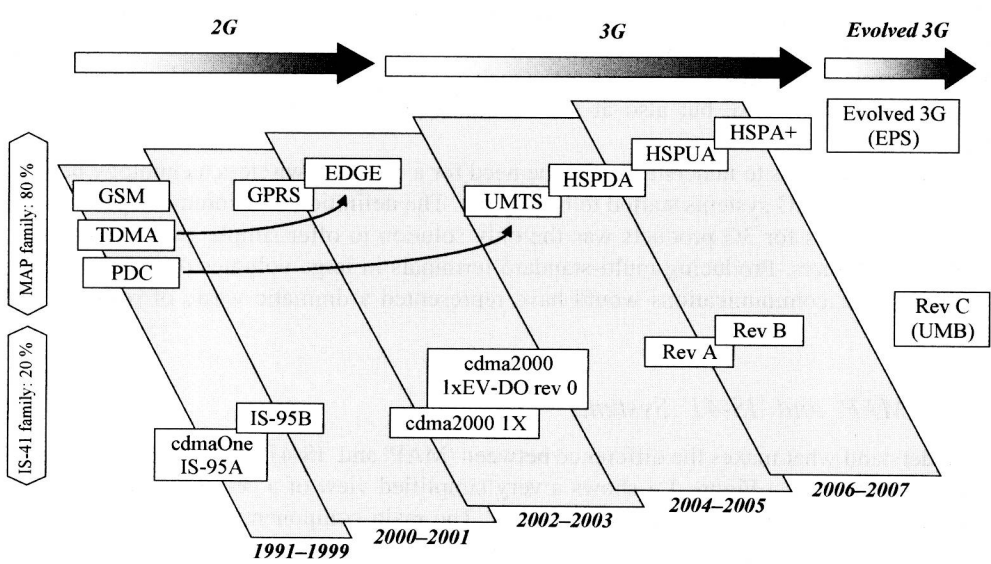 2G
3G
Evolved 3G
MAP family: 80 %
IS-41 family: 20 %
GSM
TDMA
PDC
GPRS
EDGE
UMTS
HSPDA
HSPUA
HSPA+
Evolved 3G
(EPS)
cdmaOne
IS-95A
IS-95B
cdma2000 1X
cdma2000
1xEV-DO rev 0
Rev A
Rev B
Rev C
(UMB)
1991–1999
2000–2001
2002–2003
2004–2005
2006–2007